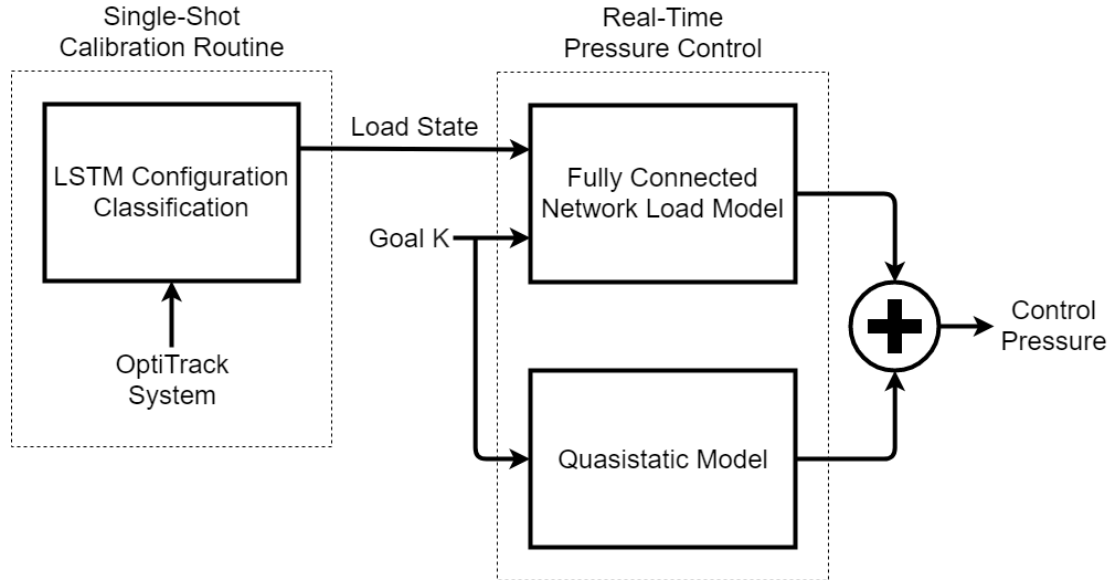 Single-Shot
Calibration Routine
Real-Time
Pressure Control
LSTM Configuration
Classification
Load State
Fully Connected
Network Load Model
Goal K
OptiTrack
System
Control
Pressure
Quasistatic Model